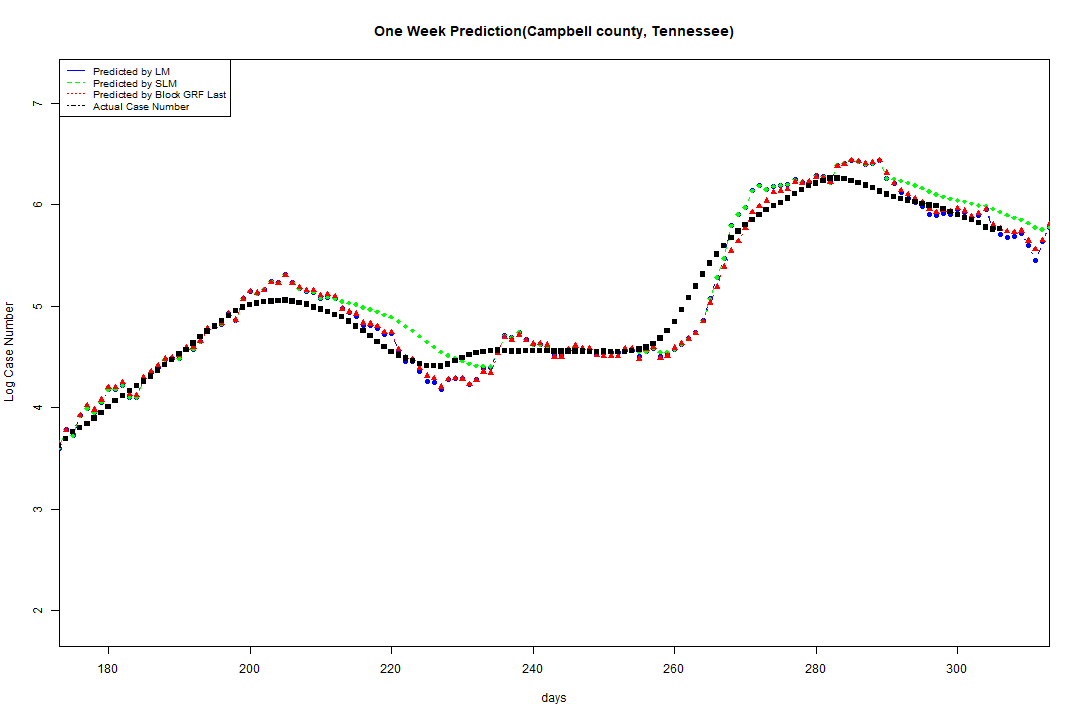 One Week Prediction(Campbell county, Tennessee)
Predicted by LM
Predicted by SLM
Predicted by Block GRF Last
Actual Case Number
7
6
5
4
3
2
Log Case Number
180 200 220 240 260 280 300
days